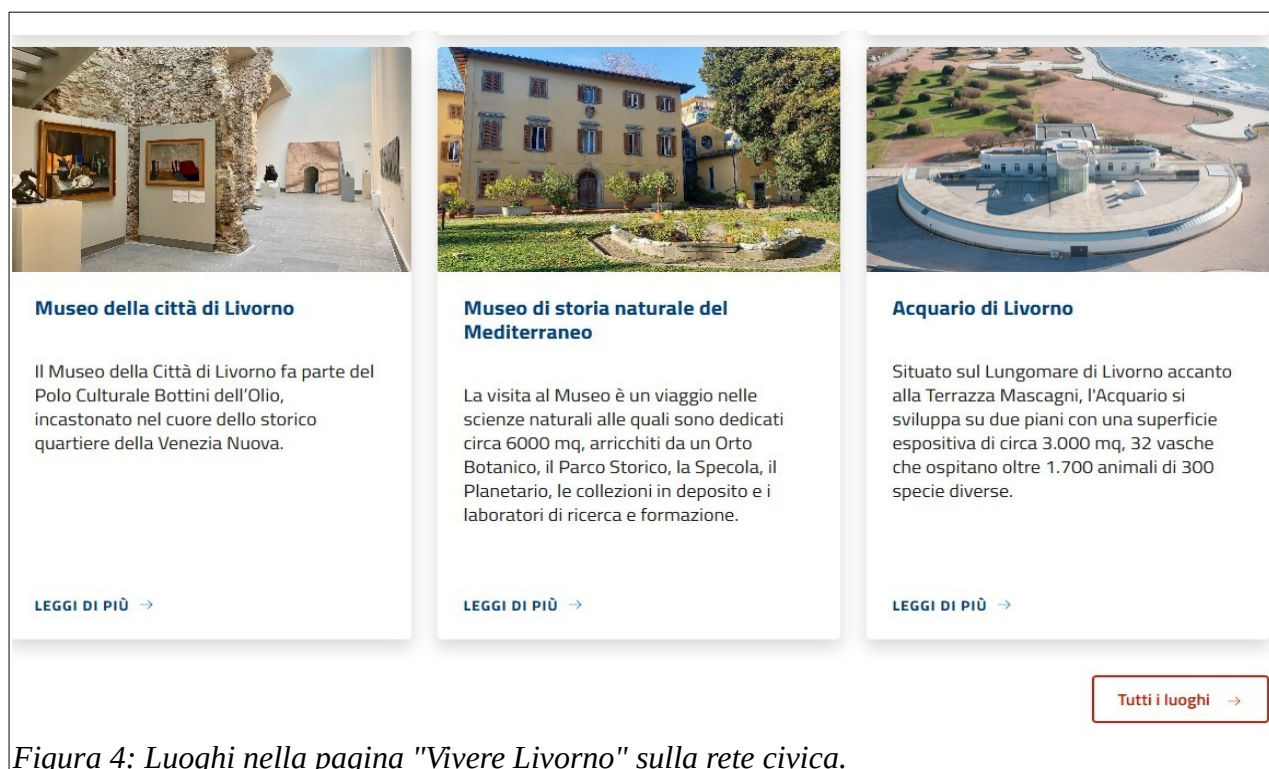 Museo della città di Livorno
Il Museo della Città di Livorno fa parte del
Polo Culturale Bottini dell’Olio,
incastonato nel cuore dello storico
quartiere della Venezia Nuova.
LEGGI DI PIÙ →
Museo di storia naturale del
Mediterraneo
La visita al Museo è un viaggio nelle
scienze naturali alle quali sono dedicati
circa 6000 mq, arricchiti da un Orto
Botanico, il Parco Storico, la Specola, il
Planetario, le collezioni in deposito e i
laboratori di ricerca e formazione.
LEGGI DI PIÙ →
Acquario di Livorno
Situato sul Lungomare di Livorno accanto
alla Terrazza Mascagni, l'Acquario si
sviluppa su due piani con una superficie
espositiva di circa 3.000 mq, 32 vasche
che ospitano oltre 1.700 animali di 300
specie diverse.
LEGGI DI PIÙ →
Tutti i luoghi →
Figura 4: Luoghi nella pagina "Vivere Livorno" sulla rete civica.